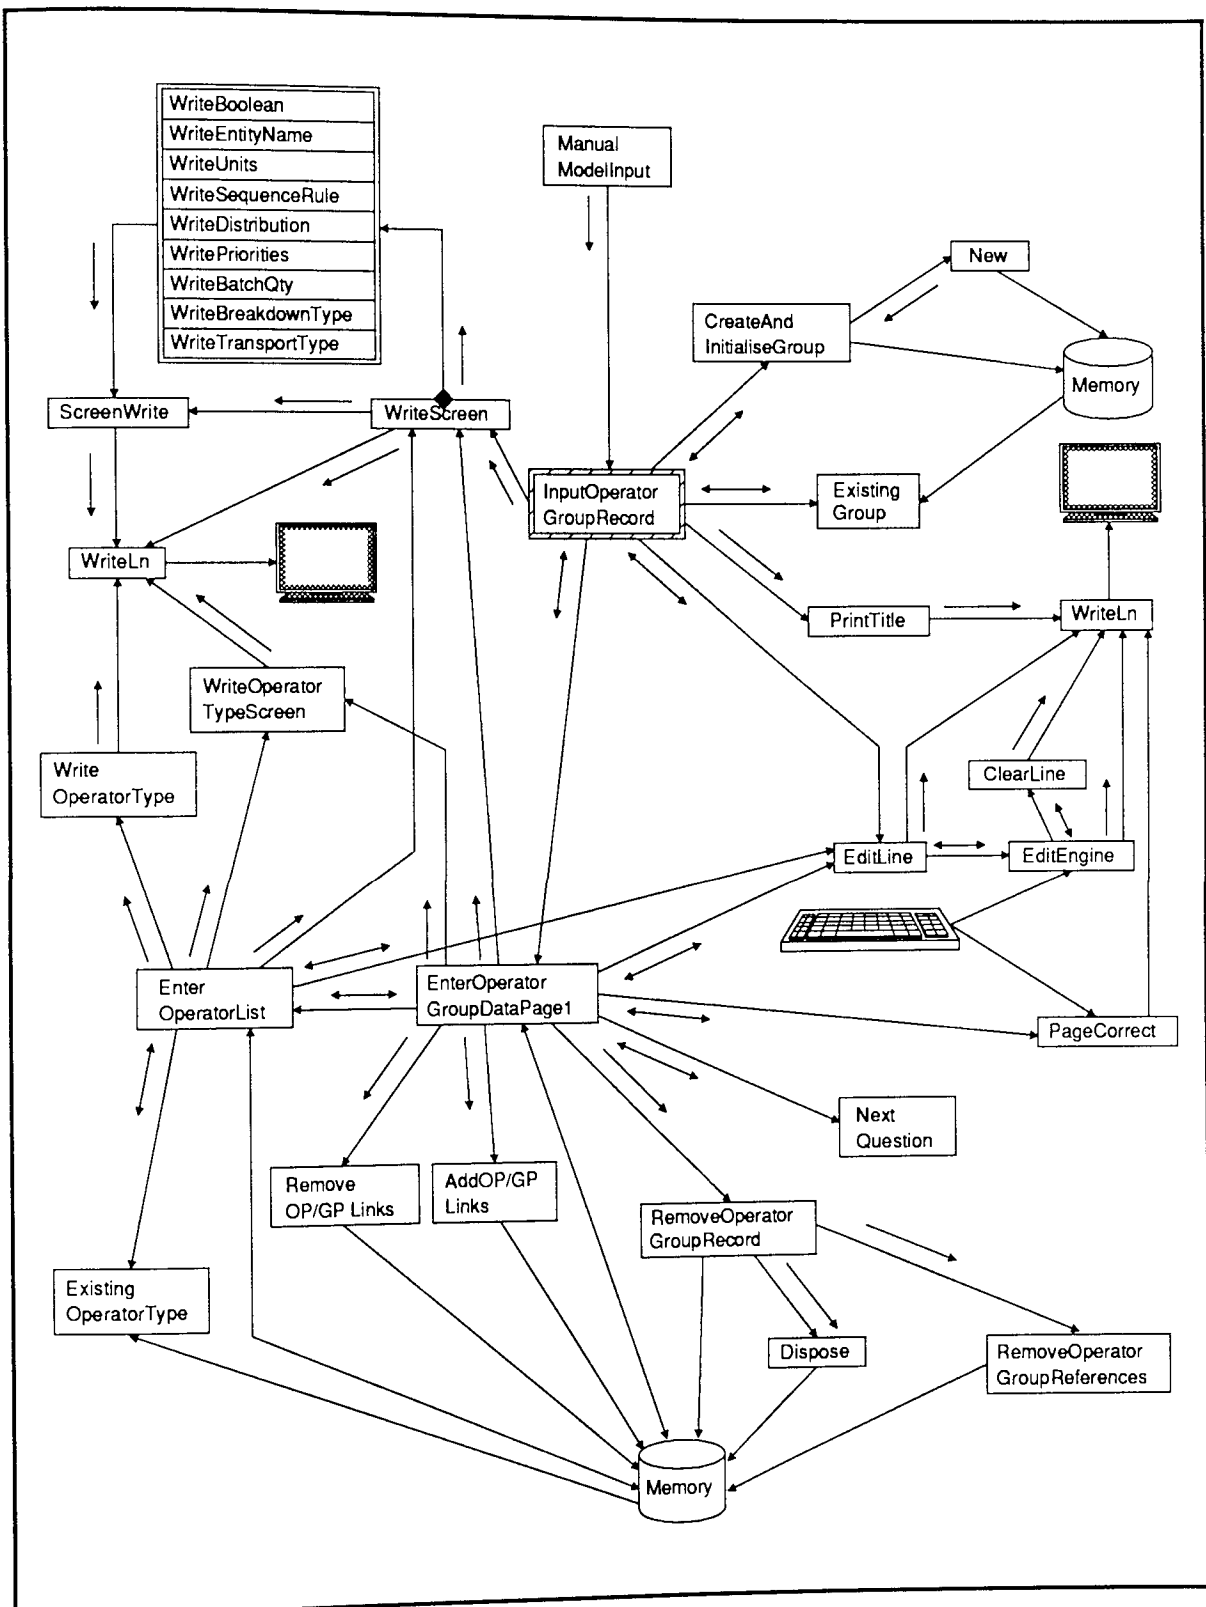 WriteBoolean
WriteEntityName
WriteUnits
WriteSequenceRule
WriteDistribution
WritePriorities
WriteBatchQty
WriteBreakdownType
WriteTransportType
Manual
ModelInput
New
CreateAnd
InitialiseGroup
Memory
ScreenWrite
WriteScreen
InputOperator
GroupRecord
Existing
Group
WriteLn
PrintTitle
WriteLn
WriteOperator
TypeScreen
Write
OperatorType
ClearLine
EditLine
EditEngine
Enter
OperatorList
EnterOperator
GroupDataPage1
PageCorrect
Next
Question
Remove
OP/GP Links
AddOP/GP
Links
RemoveOperator
GroupRecord
Existing
OperatorType
Dispose
RemoveOperator
GroupReferences
Memory